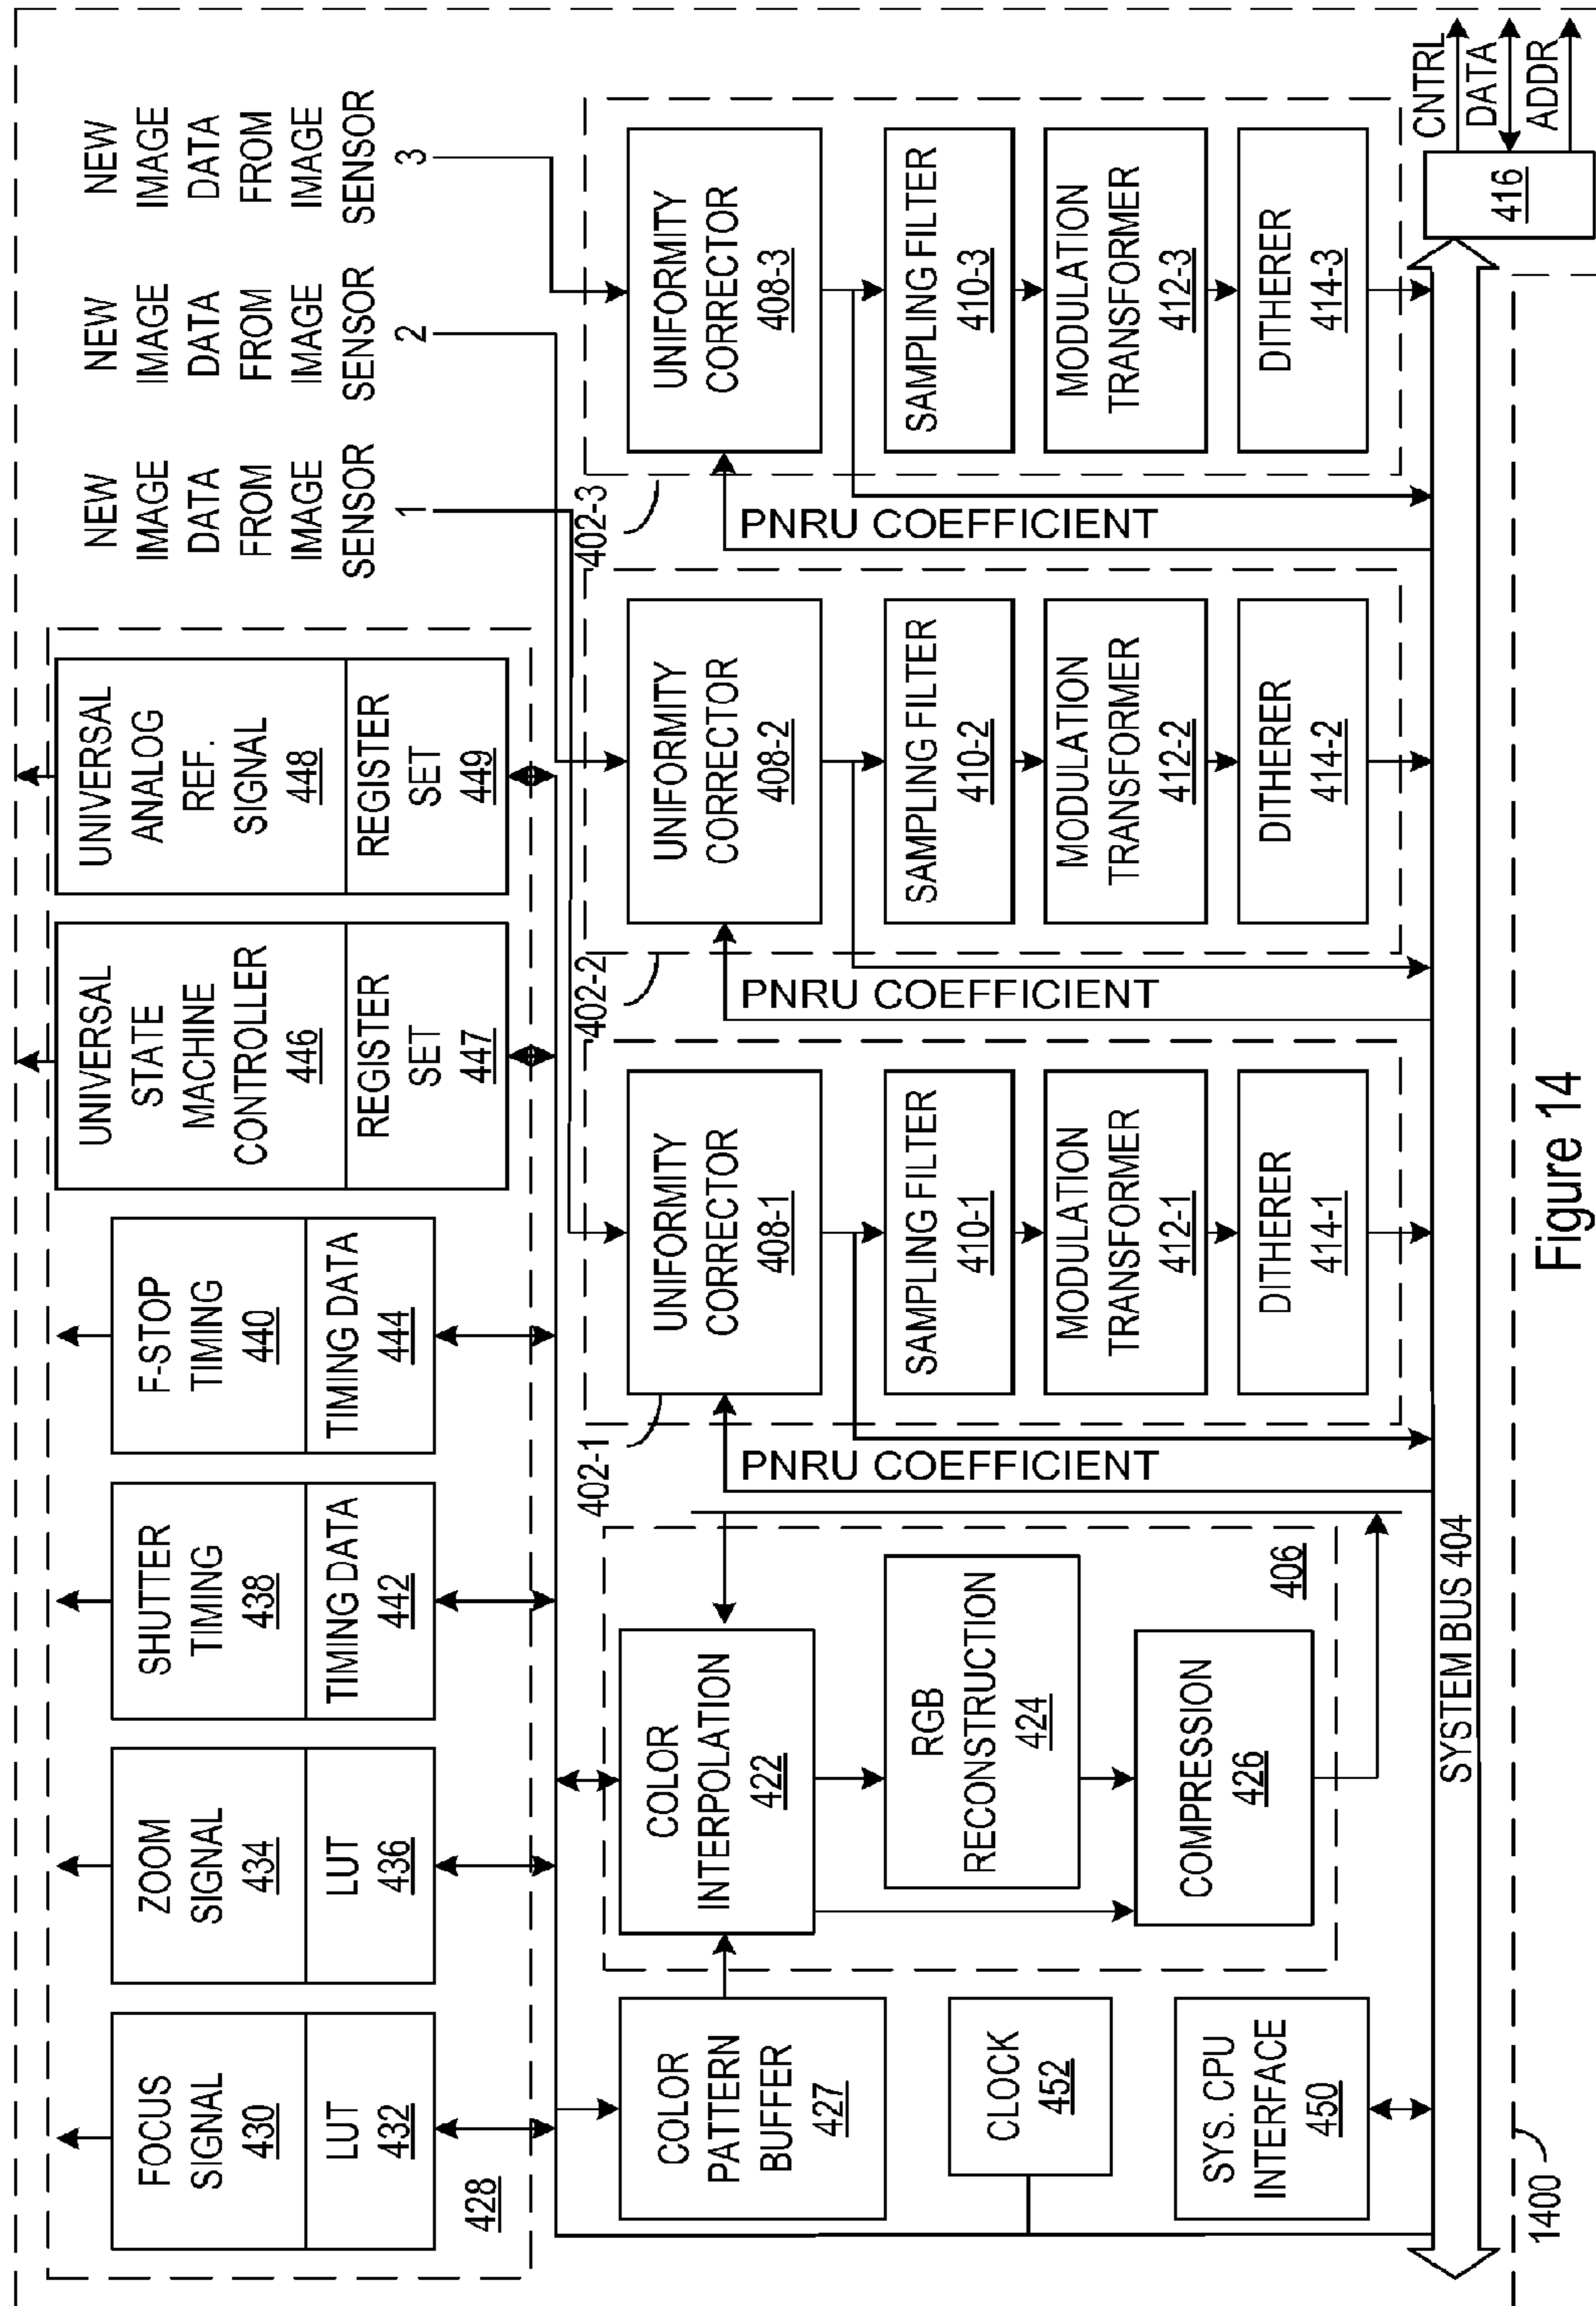 FOCUS
SIGNAL
430
LUT
432
ZOOM
SIGNAL
434
LUT
436
SHUTTER
TIMING
438
TIMING DATA
442
F-STOP
TIMING
440
TIMING DATA
444
UNIVERSAL
STATE
MACHINE
CONTROLLER
446
REGISTER
SET
447
UNIVERSAL
ANALOG
REF.
SIGNAL
448
REGISTER
SET
449
428
NEW
IMAGE
DATA
FROM
IMAGE
SENSOR
1
NEW
IMAGE
DATA
FROM
IMAGE
SENSOR
2
NEW
IMAGE
DATA
FROM
IMAGE
SENSOR
3
COLOR
PATTERN
BUFFER
427
CLOCK
452
SYS. CPU
INTERFACE
450
COLOR
INTERPOLATION
422
RGB
RECONSTRUCTION
424
COMPRESSION
426
406
402-1
PNRU COEFFICIENT
UNIFORMITY
CORRECTOR
408-1
SAMPLING FILTER
410-1
MODULATION
TRANSFORMER
412-1
DITHERER
414-1
402-2
PNRU COEFFICIENT
UNIFORMITY
CORRECTOR
408-2
SAMPLING FILTER
410-2
MODULATION
TRANSFORMER
412-2
DITHERER
414-2
402-3
PNRU COEFFICIENT
UNIFORMITY
CORRECTOR
408-3
SAMPLING FILTER
410-3
MODULATION
TRANSFORMER
412-3
DITHERER
414-3
SYSTEM BUS 404
416
CNTRL
DATA
ADDR
1400
Figure 14